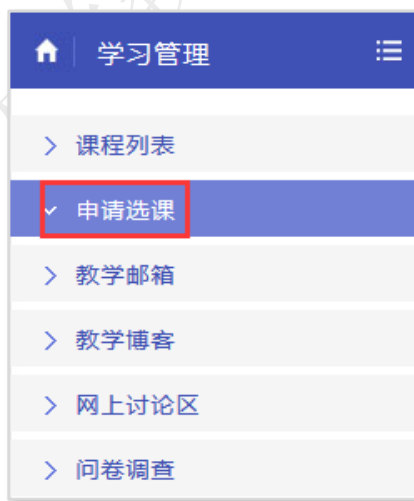 学习管理
课程列表
申请选课
教学邮箱
教学博客
网上讨论区
问卷调查